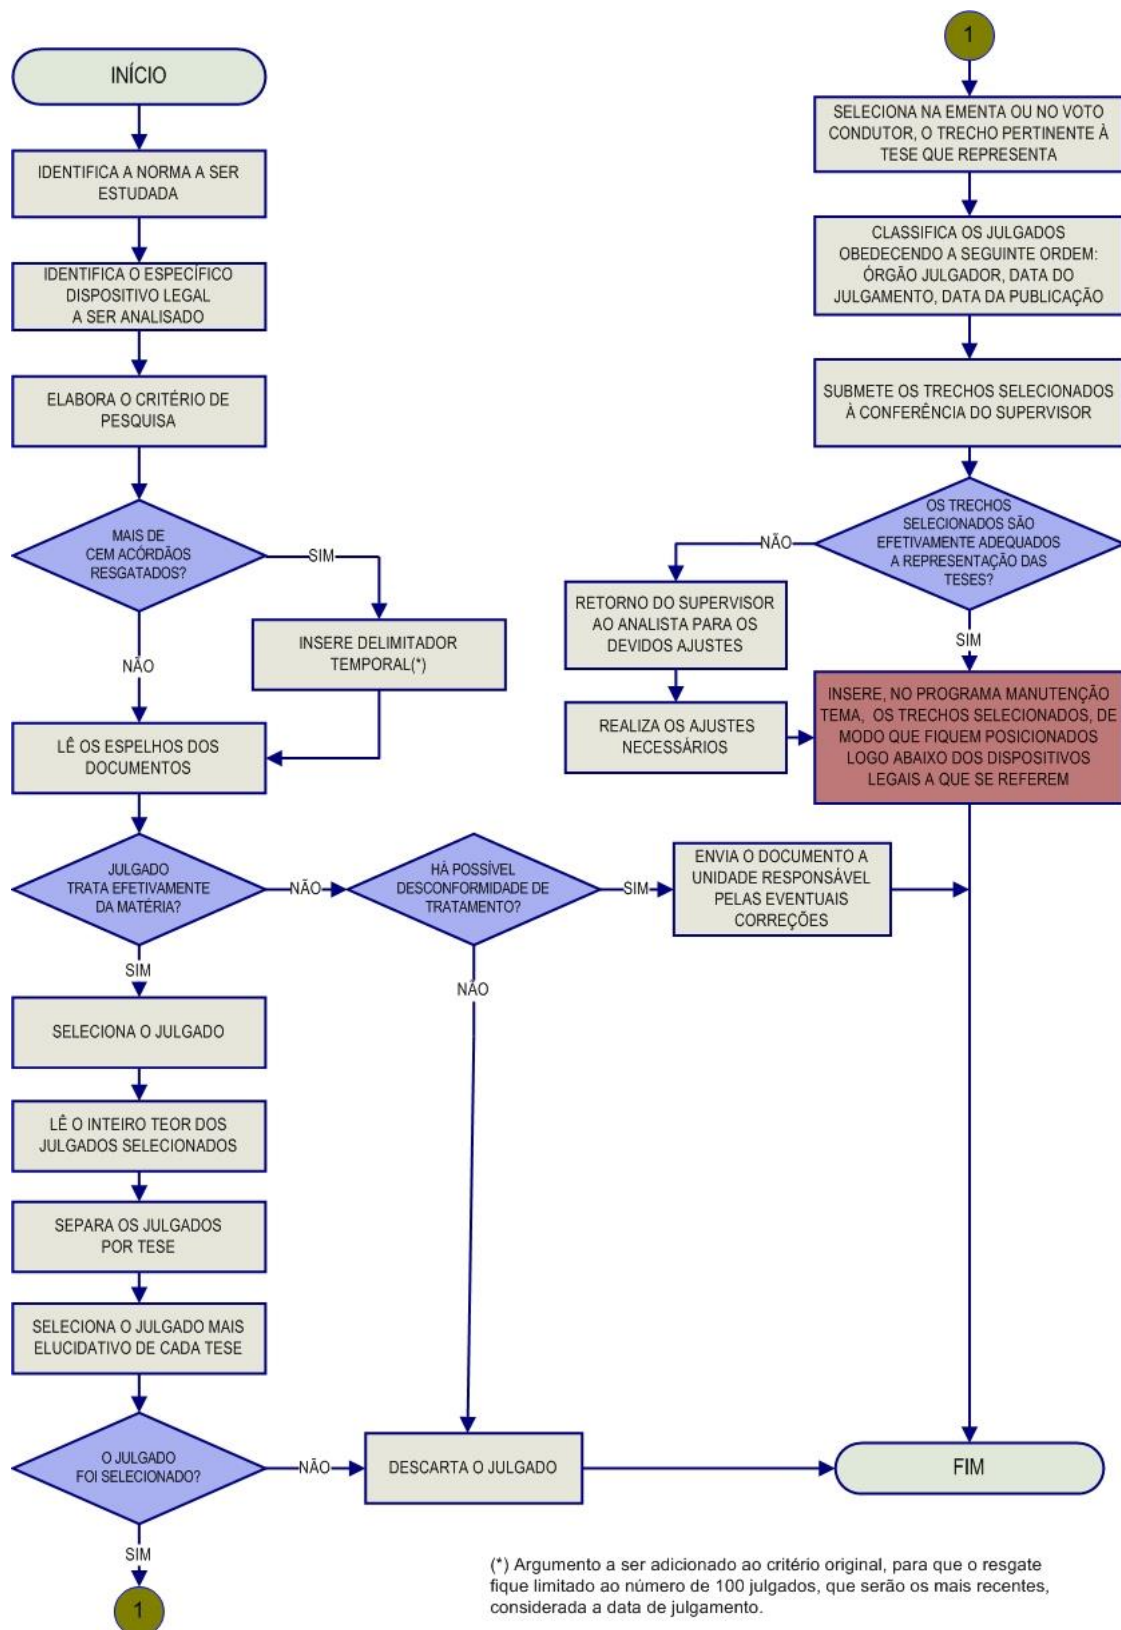 INÍCIO
IDENTIFICA A NORMA A SER
ESTUDADA
IDENTIFICA O ESPECÍFICO
DISPOSITIVO LEGAL
A SER ANALISADO
ELABORA O CRITÉRIO DE
PESQUISA
MAIS DE
CEM ACÓRDÃOS
RESGATADOS?
SIM
INSERE DELIMITADOR
TEMPORAL(*)
NÃO
LÊ OS ESPELHOS DOS
DOCUMENTOS
JULGADO
TRATA EFETIVAMENTE
DA MATÉRIA?
NÃO
HÁ POSSÍVEL
DESCONFORMIDADE DE
TRATAMENTO?
SIM
ENVIA O DOCUMENTO A
UNIDADE RESPONSÁVEL
PELAS EVENTUAIS
CORREÇÕES
NÃO
SIM
SELECIONA O JULGADO
LÊ O INTEIRO TEOR DOS
JULGADOS SELECIONADOS
SEPARA OS JULGADOS
POR TESE
SELECIONA O JULGADO MAIS
ELUCIDATIVO DE CADA TESE
O JULGADO
FOI SELECIONADO?
NÃO
DESCARTA O JULGADO
SIM
1
1
SELECIONA NA EMENTA OU NO VOTO
CONDUTOR, O TRECHO PERTINENTE À
TESE QUE REPRESENTA
CLASSIFICA OS JULGADOS
OBEDECENDO A SEGUINTE ORDEM:
ÓRGÃO JULGADOR, DATA DO
JULGAMENTO, DATA DA PUBLICAÇÃO
SUBMETE OS TRECHOS SELECIONADOS
À CONFERÊNCIA DO SUPERVISOR
OS TRECHOS
SELECIONADOS SÃO
EFETIVAMENTE ADEQUADOS
A REPRESENTAÇÃO DAS
TESES?
NÃO
RETORNO DO SUPERVISOR
AO ANALISTA PARA OS
DEVIDOS AJUSTES
REALIZA OS AJUSTES
NECESSÁRIOS
SIM
INSERE, NO PROGRAMA MANUTENÇÃO
TEMA, OS TRECHOS SELECIONADOS, DE
MODO QUE FIQUEM POSICIONADOS
LOGO ABAIXO DOS DISPOSITIVOS
LEGAIS A QUE SE REFEREM
FIM
(*) Argumento a ser adicionado ao critério original, para que o resgate
fique limitado ao número de 100 julgados, que serão os mais recentes,
considerada a data de julgamento.